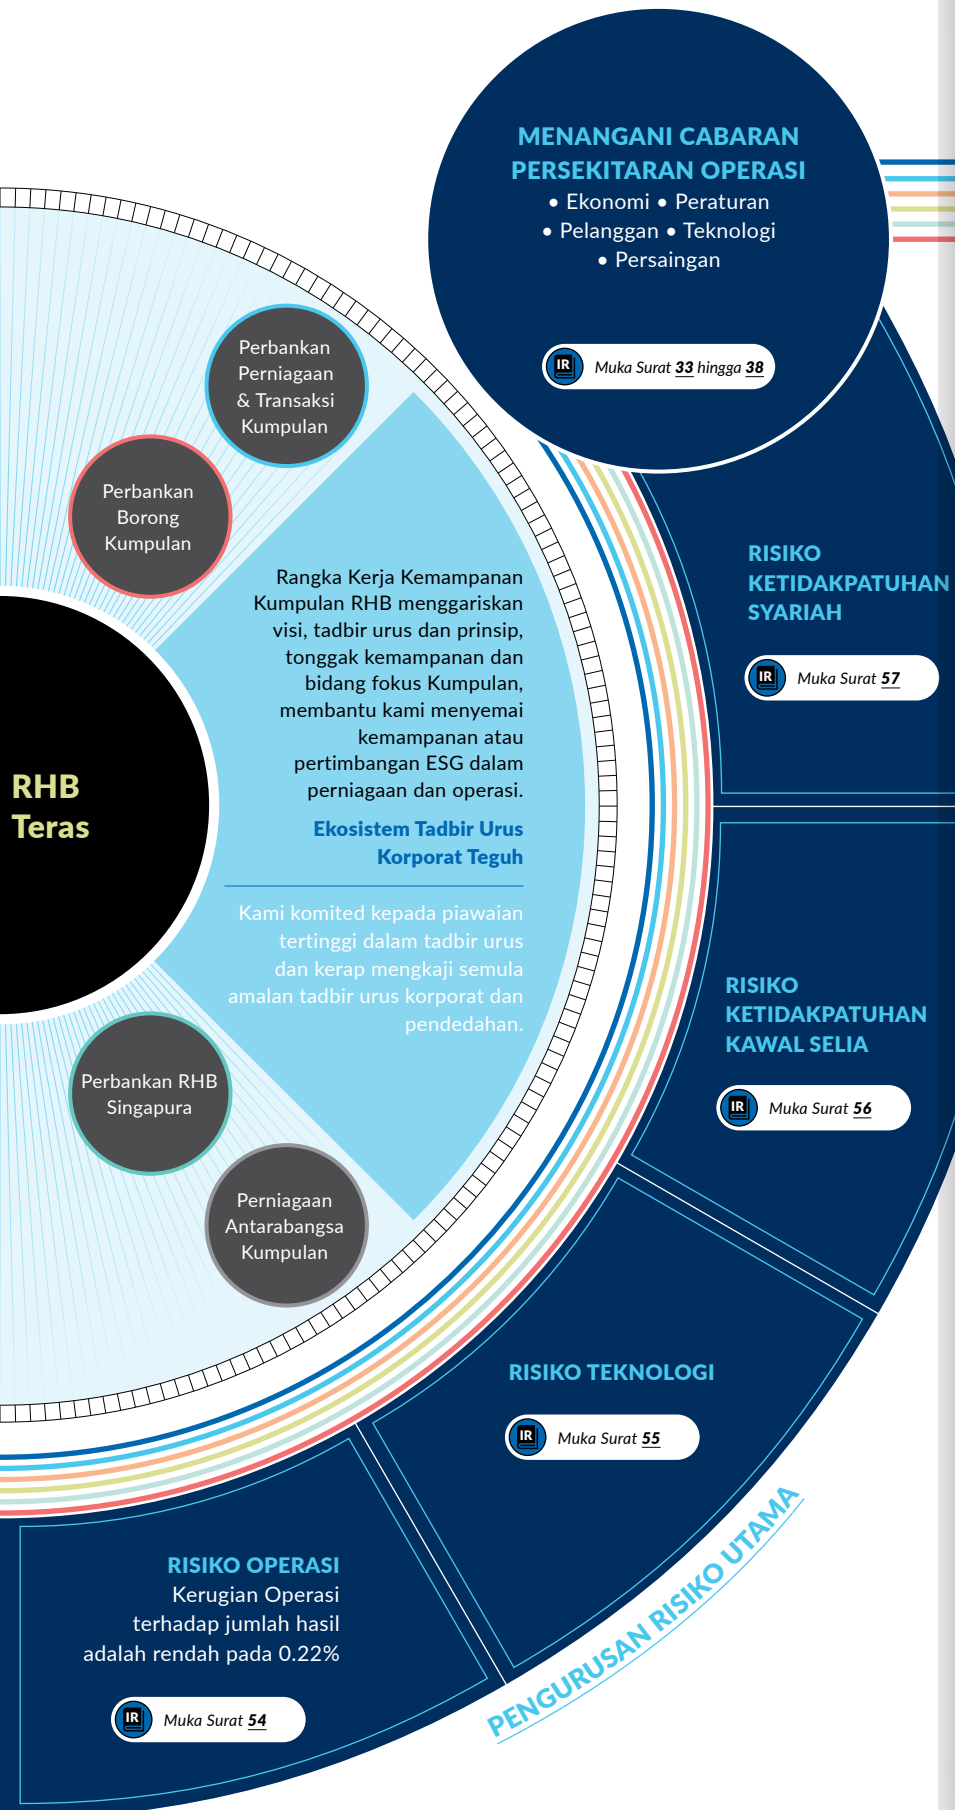 MENANGANI CABARAN
PERSEKITARAN OPERASI
• Ekonomi • Peraturan
• Pelanggan • Teknologi
• Persaingan
IR Muka Surat 33 hingga 38
Perbankan
Perniagaan
& Transaksi
Kumpulan
Perbankan
Borong
Kumpulan
Rangka Kerja Kemampanan
Kumpulan RHB menggariskan
visi, tadbir urus dan prinsip,
tonggak kemampanan dan
bidang fokus Kumpulan,
membantu kami menyemai
kemampanan atau
pertimbangan ESG dalam
perniagaan dan operasi.
Ekosistem Tadbir Urus
Korporat Teguh
Kami komited kepada piawaian
tertinggi dalam tadbir urus
dan kerap mengkaji semula
amalan tadbir urus korporat dan
pendedahan.
RHB
Teras
Perbankan RHB
Singapura
Perniagaan
Antarabangsa
Kumpulan
RISIKO
KETIDAKPATUHAN
SYARIAH
IR Muka Surat 57
RISIKO
KETIDAKPATUHAN
KAWAL SELIA
IR Muka Surat 56
RISIKO TEKNOLOGI
IR Muka Surat 55
RISIKO OPERASI
Kerugian Operasi
terhadap jumlah hasil
adalah rendah pada 0.22%
IR Muka Surat 54
PENGURUSAN RISIKO UTAMA